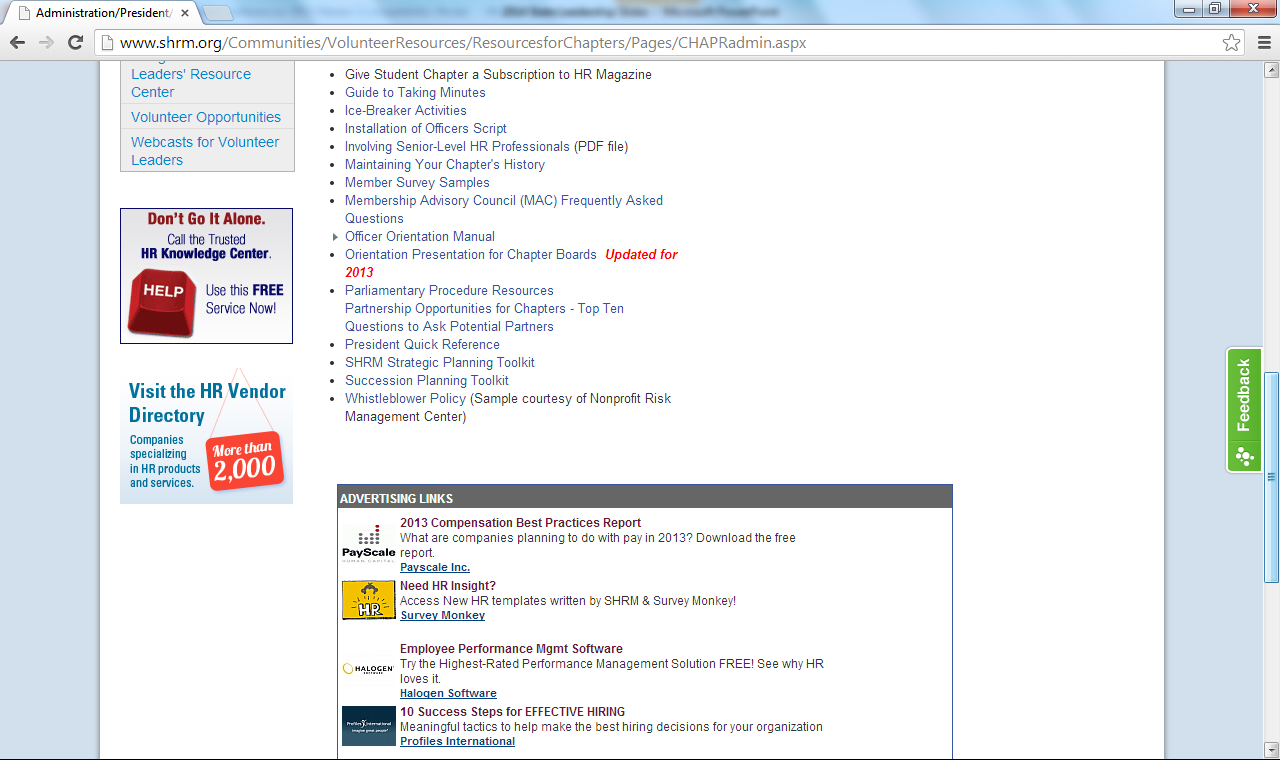 Administration/President/
www.shrm.org/Communities/VolunteerResources/ResourcesforChapters/Pages/CHAPRadmin.aspx
Leaders' Resource
Center
Volunteer Opportunities
Webcasts for Volunteer
Leaders
Don't Go It Alone.
Call the Trusted
HR Knowledge Center.
HELP
Use this FREE
Service Now!
Visit the HR Vendor
Directory
Companies
specializing
in HR products
and services.
More than
2,000
Give Student Chapter a Subscription to HR Magazine
Guide to Taking Minutes
Ice-Breaker Activities
Installation of Officers Script
Involving Senior-Level HR Professionals (PDF file)
Maintaining Your Chapter's History
Member Survey Samples
Membership Advisory Council (MAC) Frequently Asked
Questions
Officer Orientation Manual
Orientation Presentation for Chapter Boards Updated for
2013
Parliamentary Procedure Resources
Partnership Opportunities for Chapters - Top Ten
Questions to Ask Potential Partners
President Quick Reference
SHRM Strategic Planning Toolkit
Succession Planning Toolkit
Whistleblower Policy (Sample courtesy of Nonprofit Risk
Management Center)
Feedback
ADVERTISING LINKS
PayScale
HUMAN CAPITAL
2013 Compensation Best Practices Report
What are companies planning to do with pay in 2013? Download the free
report.
Payscale Inc.
HR
Need HR Insight?
Access New HR templates written by SHRM & Survey Monkey!
Survey Monkey
HALOGEN
SOFTWARE
Employee Performance Mgmt Software
Try the Highest-Rated Performance Management Solution FREE! See why HR
loves it.
Halogen Software
Profiles International
imagine great people
10 Success Steps for EFFECTIVE HIRING
Meaningful tactics to help make the best hiring decisions for your organization
Profiles International